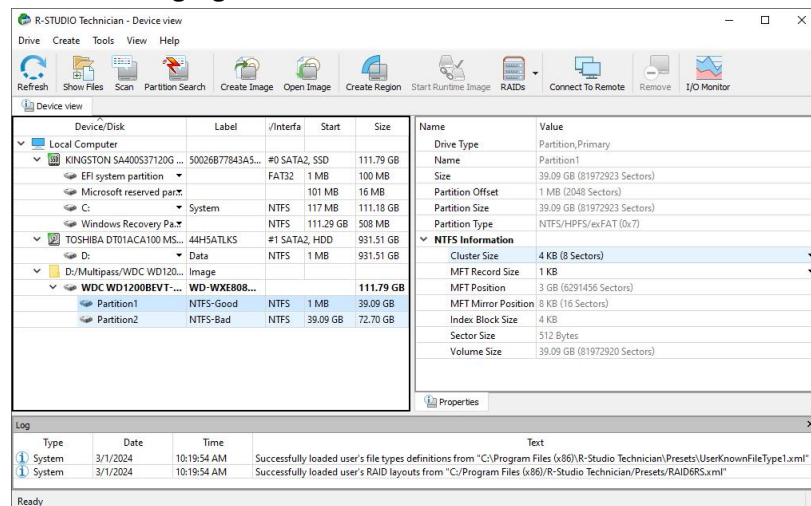 R-STUDIO Technician - Device view
Drive Create Tools View Help
Refresh Show Files Scan Partition Search Create Image Open Image Create Region Start Runtime Image RAIDs Connect To Remote Remove I/O Monitor
Device view
Device/Disk Label /Interfa Start Size
Local Computer
KINGSTON SA400S37120G ... 50026B77843A5... #0 SATA2, SSD 111.79 GB
EFI system partition FAT32 1 MB 100 MB
Microsoft reserved par... 101 MB 16 MB
C: System NTFS 117 MB 111.18 GB
Windows Recovery Pa... NTFS 111.29 GB 508 MB
TOSHIBA DT01ACA100 MS... 44H5ATLKS #1 SATA2, HDD 931.51 GB
D: Data NTFS 1 MB 931.51 GB
D:/Multipass/WDC WD120... Image
WDC WD1200BEVT-... WD-WXE808... 111.79 GB
Partition1 NTFS-Good NTFS 1 MB 39.09 GB
Partition2 NTFS-Bad NTFS 39.09 GB 72.70 GB
Name Value
Drive Type Partition,Primary
Name Partition1
Size 39.09 GB (81972923 Sectors)
Partition Offset 1 MB (2048 Sectors)
Partition Size 39.09 GB (81972923 Sectors)
Partition Type NTFS/HPFS/exFAT (0x7)
NTFS Information
Cluster Size 4 KB (8 Sectors)
MFT Record Size 1 KB
MFT Position 3 GB (6291456 Sectors)
MFT Mirror Position 8 KB (16 Sectors)
Index Block Size 4 KB
Sector Size 512 Bytes
Volume Size 39.09 GB (81972920 Sectors)
Properties
Log
Type Date Time Text
System 3/1/2024 10:19:54 AM Successfully loaded user's file types definitions from "C:\Program Files (x86)\R-Studio Technician\Presets\UserKnownFileType1.xml"
System 3/1/2024 10:19:54 AM Successfully loaded user's RAID layouts from "C:/Program Files (x86)/R-Studio Technician/Presets/RAID6RS.xml"
Ready